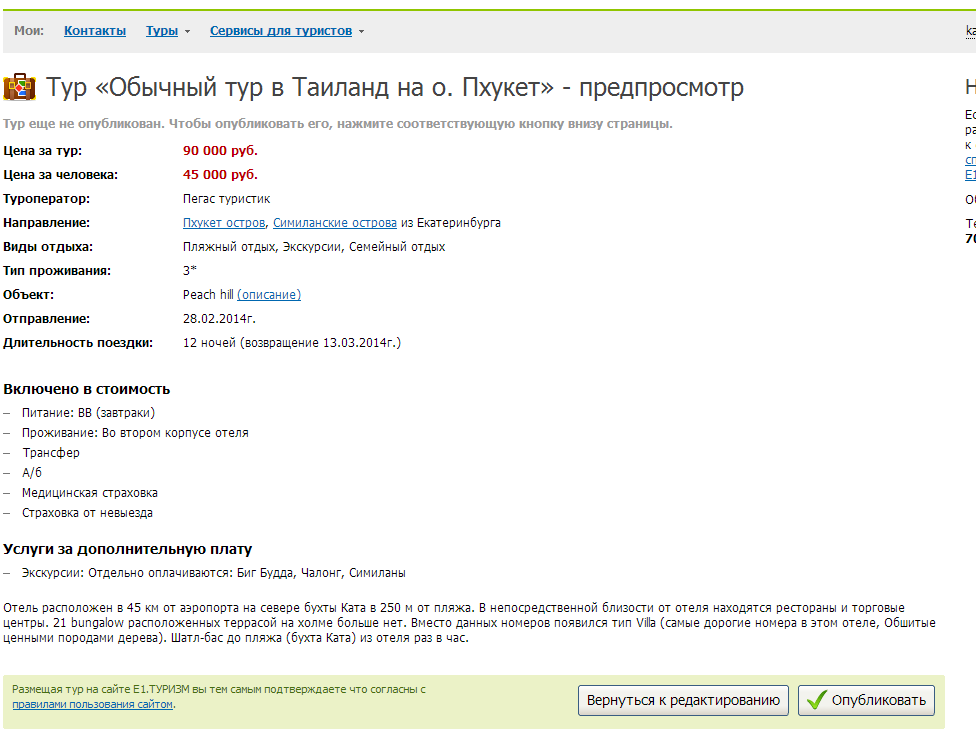 Мои: Контакты Туры Сервисы для туристов
Тур «Обычный тур в Таиланд на о. Пхукет» - предпросмотр
Тур еще не опубликован. Чтобы опубликовать его, нажмите соответствующую кнопку внизу страницы.
Цена за тур: 90 000 руб.
Цена за человека: 45 000 руб.
Туроператор: Пегас туристик
Направление: Пхукет остров, Симиланские острова из Екатеринбурга
Виды отдыха: Пляжный отдых, Экскурсии, Семейный отдых
Тип проживания: 3*
Объект: Peach hill (описание)
Отправление: 28.02.2014г.
Длительность поездки: 12 ночей (возвращение 13.03.2014г.)
Включено в стоимость
– Питание: BB (завтраки)
– Проживание: Во втором корпусе отеля
– Трансфер
– А/б
– Медицинская страховка
– Страховка от невыезда
Услуги за дополнительную плату
– Экскурсии: Отдельно оплачиваются: Биг Будда, Чалонг, Симиланы
Отель расположен в 45 км от аэропорта на севере бухты Ката в 250 м от пляжа. В непосредственной близости от отеля находятся рестораны и торговые
центры. 21 bungalow расположенных террасой на холме больше нет. Вместо данных номеров появился тип Villa (самые дорогие номера в этом отеле, Обшитые
ценными породами дерева). Шатл-бас до пляжа (бухта Ката) из отеля раз в час.
Размещая тур на сайте Е1.ТУРИЗМ вы тем самым подтверждаете что согласны с
правилами пользования сайтом.
Вернуться к редактированию Опубликовать